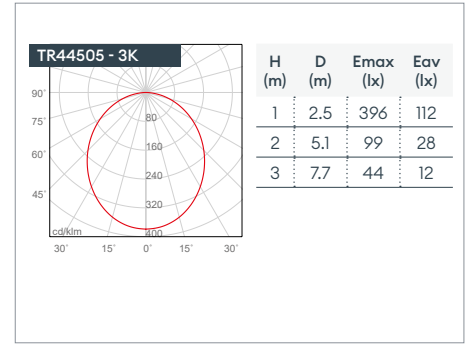 TR44505 - 3K
90˚
75˚
60˚
45˚
80
160
240
320
400
cd/klm
30˚ 15˚ 0˚ 15˚ 30˚
H (m) D (m) Emax (lx) Eav (lx)
1 2.5 396 112
2 5.1 99 28
3 7.7 44 12